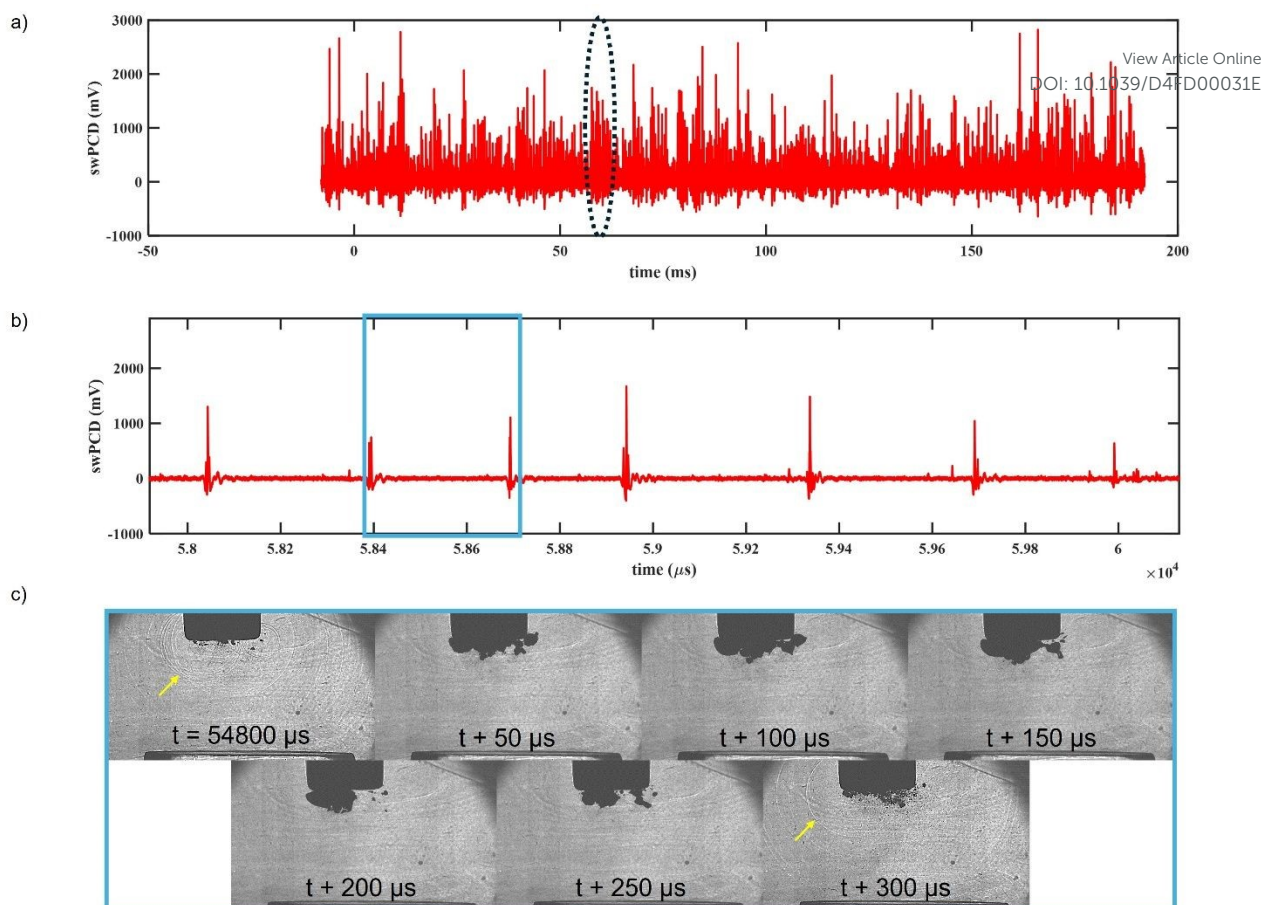 a)
View Article Online
DOI: 10.1039/D4FD00031E
3000
2000
1000
0
-1000
swPCD (mV)
-50
0
50
100
150
200
time (ms)
b)
2000
1000
0
-1000
swPCD (mV)
5.8
5.82
5.84
5.86
5.88
5.9
5.92
5.94
5.96
5.98
6
time (μs)
×10⁴
c)
t = 54800 µs
t + 50 µs
t + 100 µs
t + 150 µs
t + 200 µs
t + 250 µs
t + 300 µs